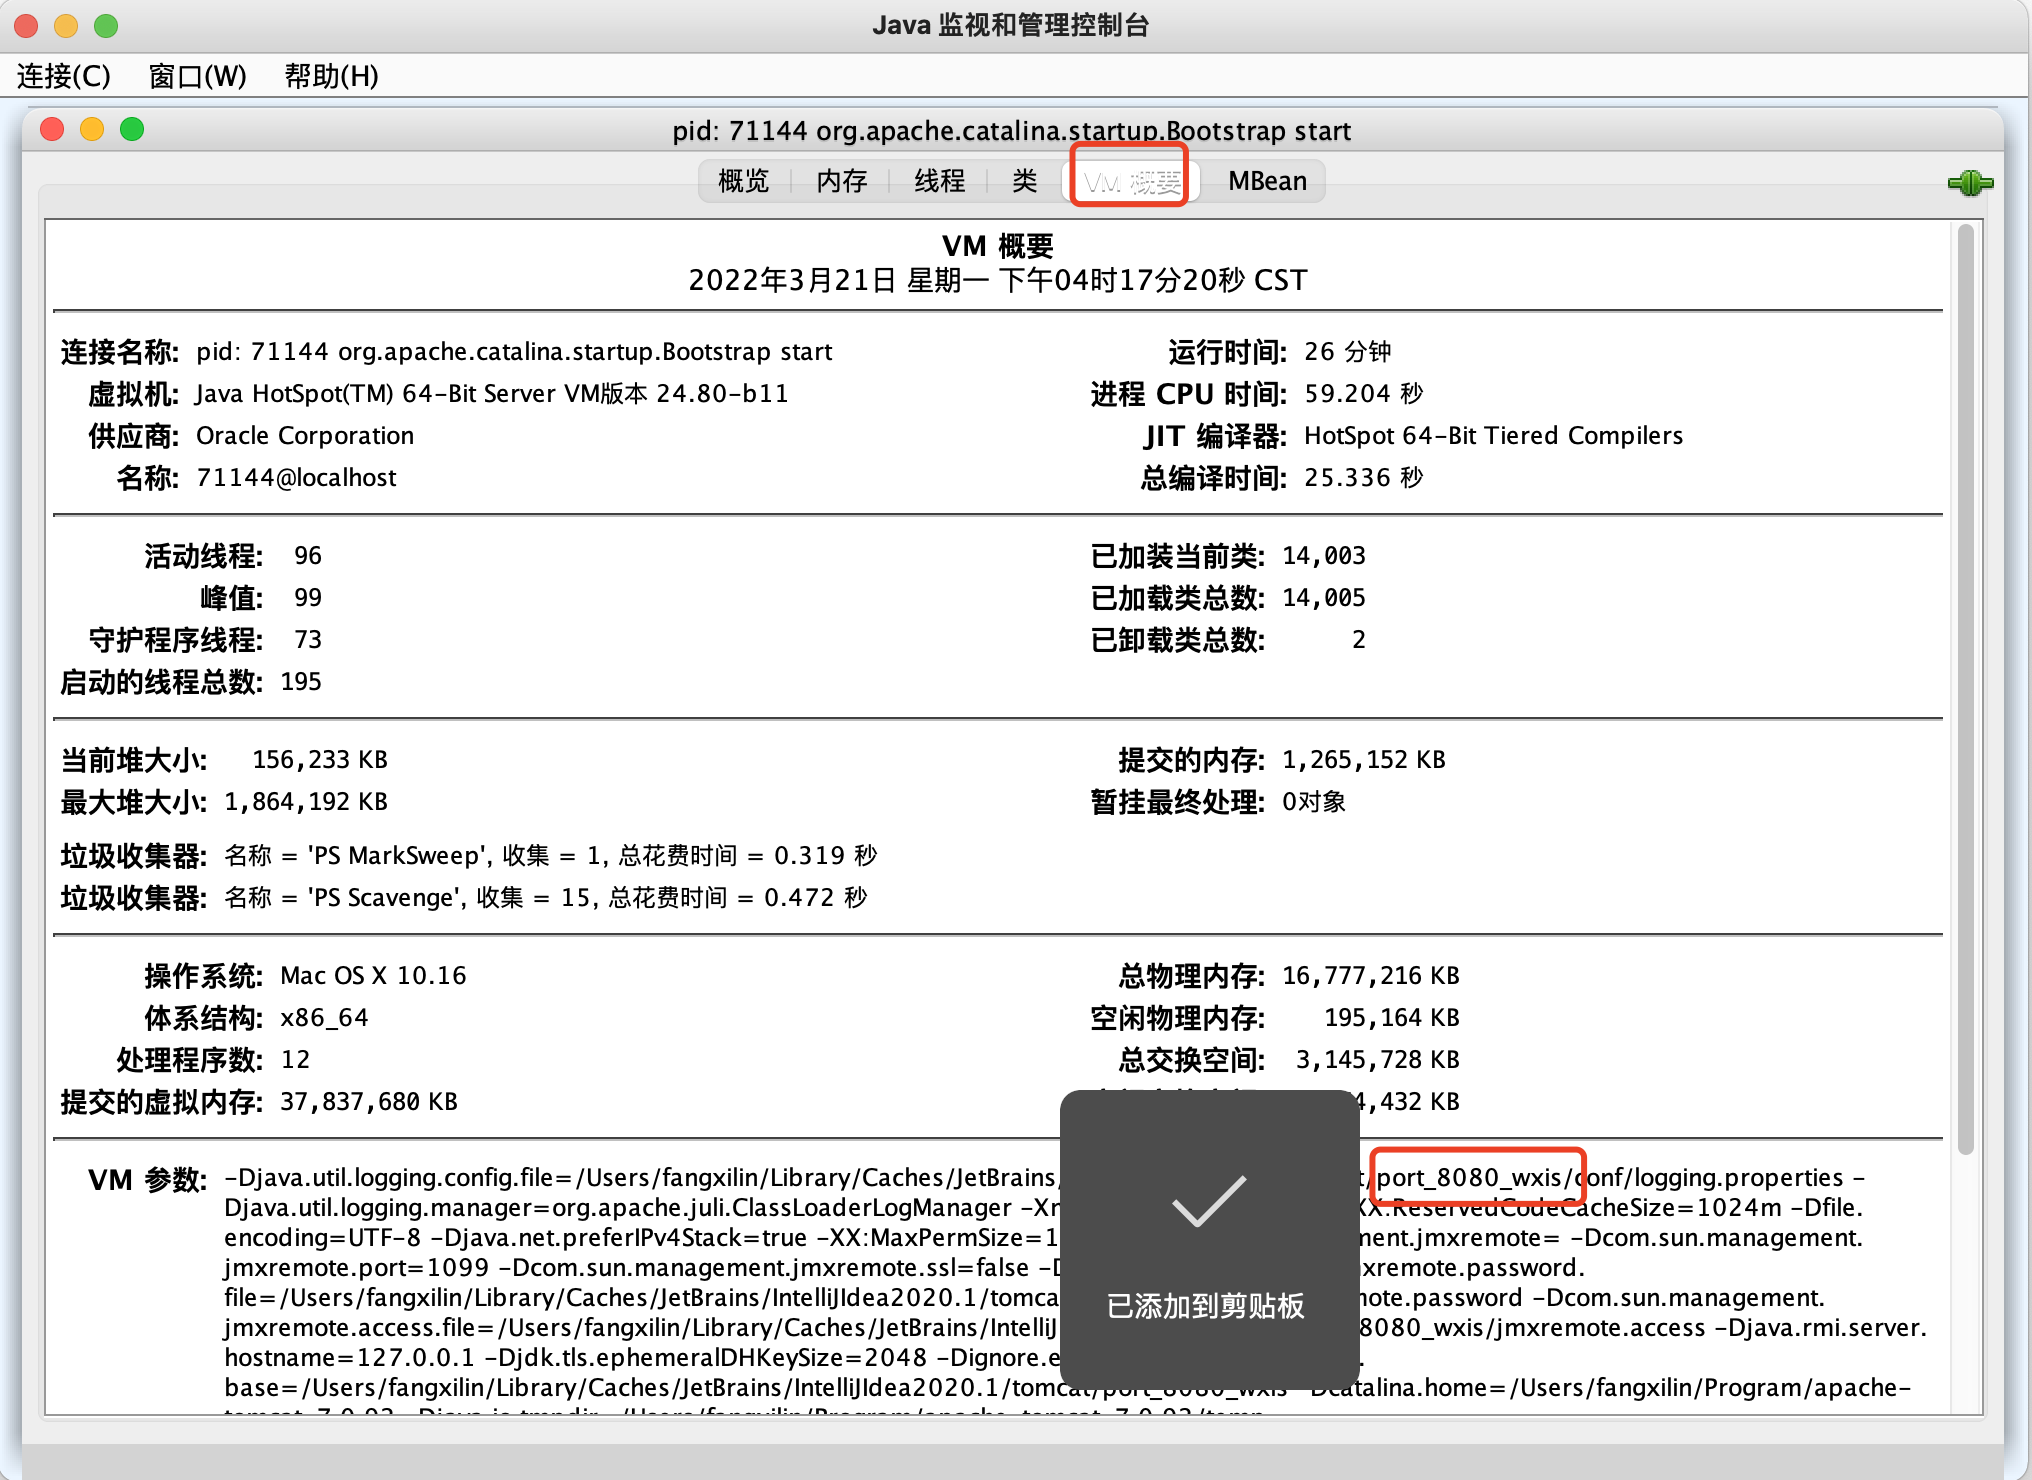 Java 监视和管理控制台
连接(C) 窗口(W) 帮助(H)
pid: 71144 org.apache.catalina.startup.Bootstrap start
概览 内存 线程 类 VM 概要 MBean
VM 概要
2022年3月21日 星期一 下午04时17分20秒 CST
连接名称: pid: 71144 org.apache.catalina.startup.Bootstrap start 运行时间: 26 分钟
虚拟机: Java HotSpot(TM) 64-Bit Server VM版本 24.80-b11 进程 CPU 时间: 59.204 秒
供应商: Oracle Corporation JIT 编译器: HotSpot 64-Bit Tiered Compilers
名称: 71144@localhost 总编译时间: 25.336 秒
活动线程: 96 已加装当前类: 14,003
峰值: 99 已加载类总数: 14,005
守护程序线程: 73 已卸载类总数: 2
启动的线程总数: 195
当前堆大小: 156,233 KB 提交的内存: 1,265,152 KB
最大堆大小: 1,864,192 KB 暂挂最终处理: 0对象
垃圾收集器: 名称 = 'PS MarkSweep', 收集 = 1, 总花费时间 = 0.319 秒
垃圾收集器: 名称 = 'PS Scavenge', 收集 = 15, 总花费时间 = 0.472 秒
操作系统: Mac OS X 10.16 总物理内存: 16,777,216 KB
体系结构: x86_64 空闲物理内存: 195,164 KB
处理程序数: 12 总交换空间: 3,145,728 KB
提交的虚拟内存: 37,837,680 KB 4,432 KB
VM 参数: -Djava.util.logging.config.file=/Users/fangxilin/Library/Caches/JetBrains/ t/port_8080_wxis/conf/logging.properties -
Djava.util.logging.manager=org.apache.juli.ClassLoaderLogManager XX:ReservedCodeCacheSize=1024m -Dfile.
encoding=UTF-8 -Djava.net.preferIPv4Stack=true -XX:MaxPermSize=1 ment.jmxremote= -Dcom.sun.management.
jmxremote.port=1099 -Dcom.sun.management.jmxremote.ssl=false xremote.password.
file=/Users/fangxilin/Library/Caches/JetBrains/IntelliJIdea2020.1/tomca mote.password -Dcom.sun.management.
jmxremote.access.file=/Users/fangxilin/Library/Caches/JetBrains/IntelliJ 8080_wxis/jmxremote.access -Djava.rmi.server.
hostname=127.0.0.1 -Djdk.tls.ephemeralDHKeySize=2048 -Dignore.e .
base=/Users/fangxilin/Library/Caches/JetBrains/IntelliJIdea2020.1/tomcat/port_8080_wxis -Dcatalina.home=/Users/fangxilin/Program/apache-
tomcat-7.0.92 -Djava.io.tmpdir=/Users/fangxilin/Program/apache-tomcat-7.0.92/temp
已添加到剪贴板